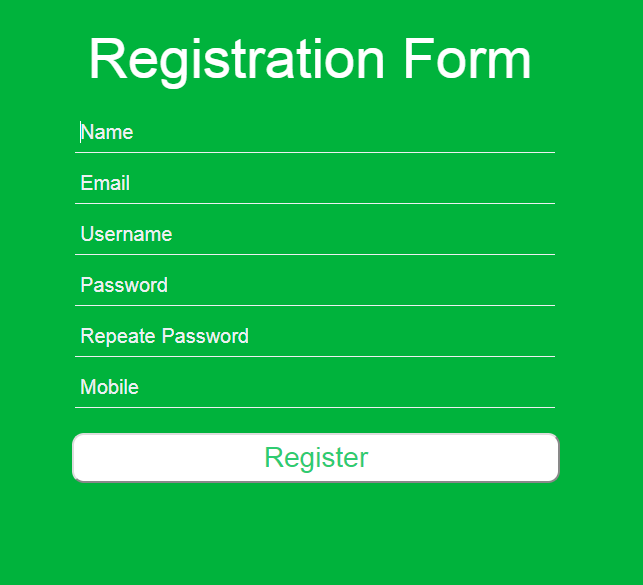 Registration Form
Name
Email
Username
Password
Repeate Password
Mobile
Register